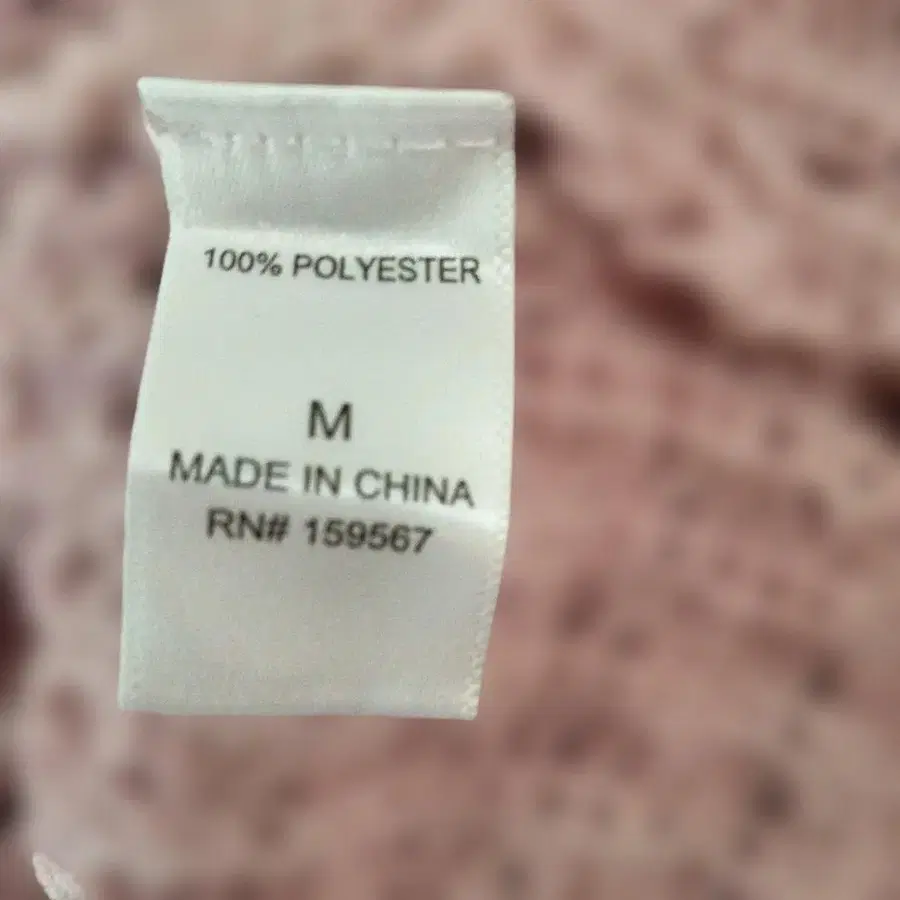 100% POLYESTER
M
MADE IN CHINA
RN# 159567